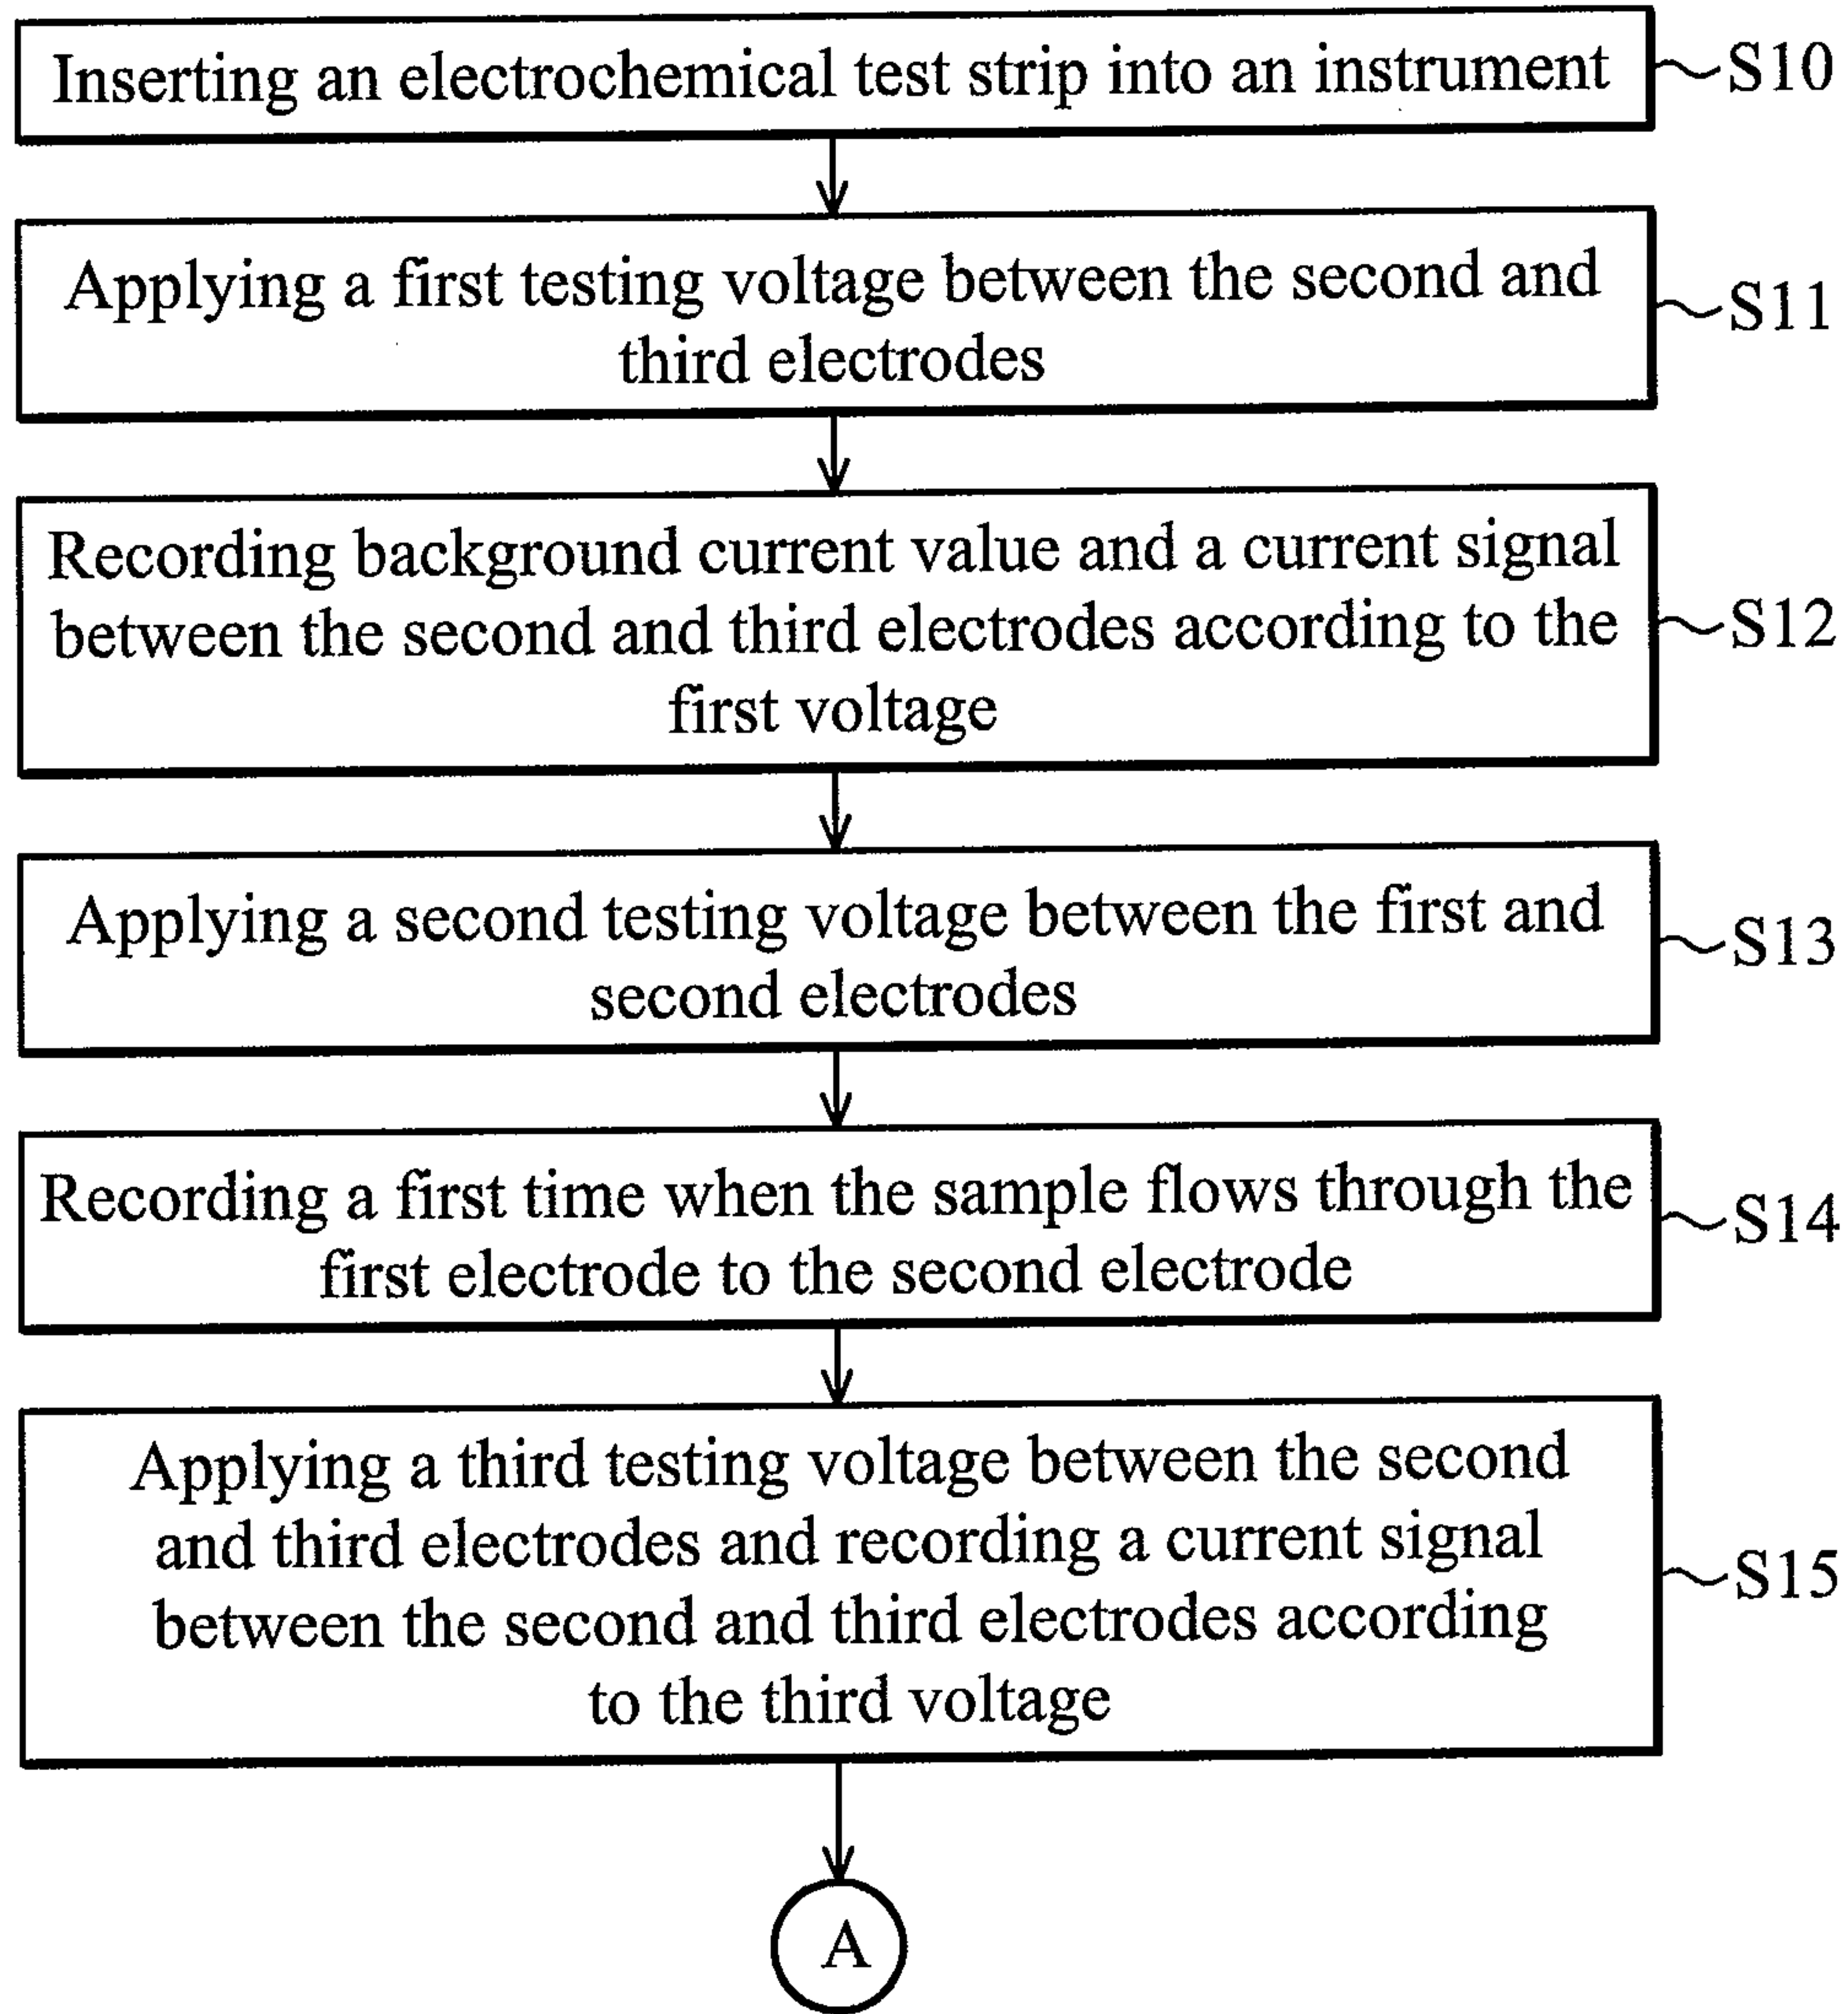 Inserting an electrochemical test strip into an instrument
S10
Applying a first testing voltage between the second and
third electrodes
S11
Recording background current value and a current signal
between the second and third electrodes according to the
first voltage
S12
Applying a second testing voltage between the first and
second electrodes
S13
Recording a first time when the sample flows through the
first electrode to the second electrode
S14
Applying a third testing voltage between the second
and third electrodes and recording a current signal
between the second and third electrodes according
to the third voltage
S15
A